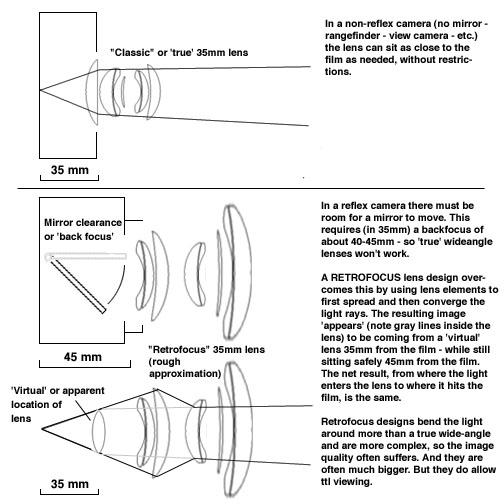 "Classic" or 'true' 35mm lens
In a non-reflex camera (no mirror -
rangefinder - view camera - etc.)
the lens can sit as close to the
film as needed, without restric-
tions.
35 mm
Mirror clearance
or 'back focus'
45 mm
In a reflex camera there must be
room for a mirror to move. This
requires (in 35mm) a backfocus of
about 40-45mm - so 'true' wideangle
lenses won't work.
A RETROFOCUS lens design over-
comes this by using lens elements to
first spread and then converge the
light rays. The resulting image
'appears' (note gray lines inside the
lens) to be coming from a 'virtual'
lens 35mm from the film - while still
sitting safely 45mm from the film.
The net result, from where the light
enters the lens to where it hits the
film, is the same.
Retrofocus designs bend the light
around more than a true wide-angle
and are more complex, so the image
quality often suffers. And they are
often much bigger. But they do allow
ttl viewing.
"Retrofocus" 35mm lens
(rough
approximation)
'Virtual' or apparent
location of
lens
35 mm